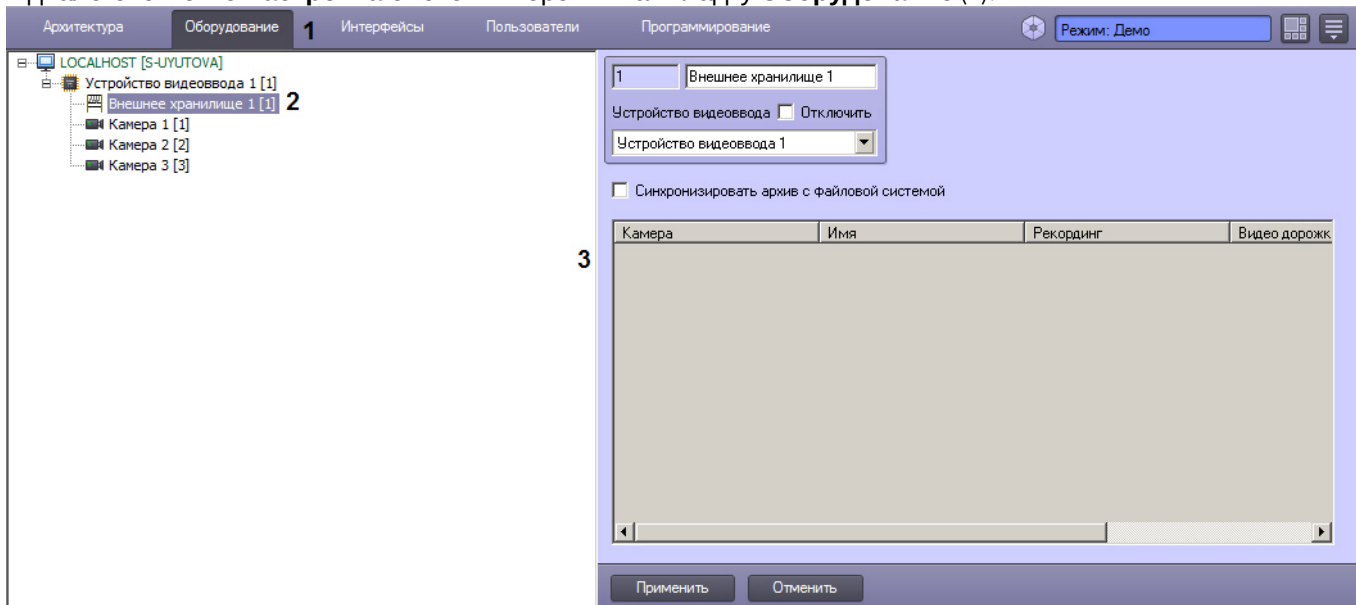 Архитектура Оборудование 1 Интерфейсы Пользователи Программирование Режим: Демо
LOCALHOST [S-UYUTOVA]
Устройство видеоввода 1 [1]
Внешнее хранилище 1 [1] 2
Камера 1 [1]
Камера 2 [2]
Камера 3 [3]
1 Внешнее хранилище 1
Устройство видеоввода Отключить
Устройство видеоввода 1
Синхронизировать архив с файловой системой
Камера Имя Рекординг Видео дорожк
3
Применить Отменить